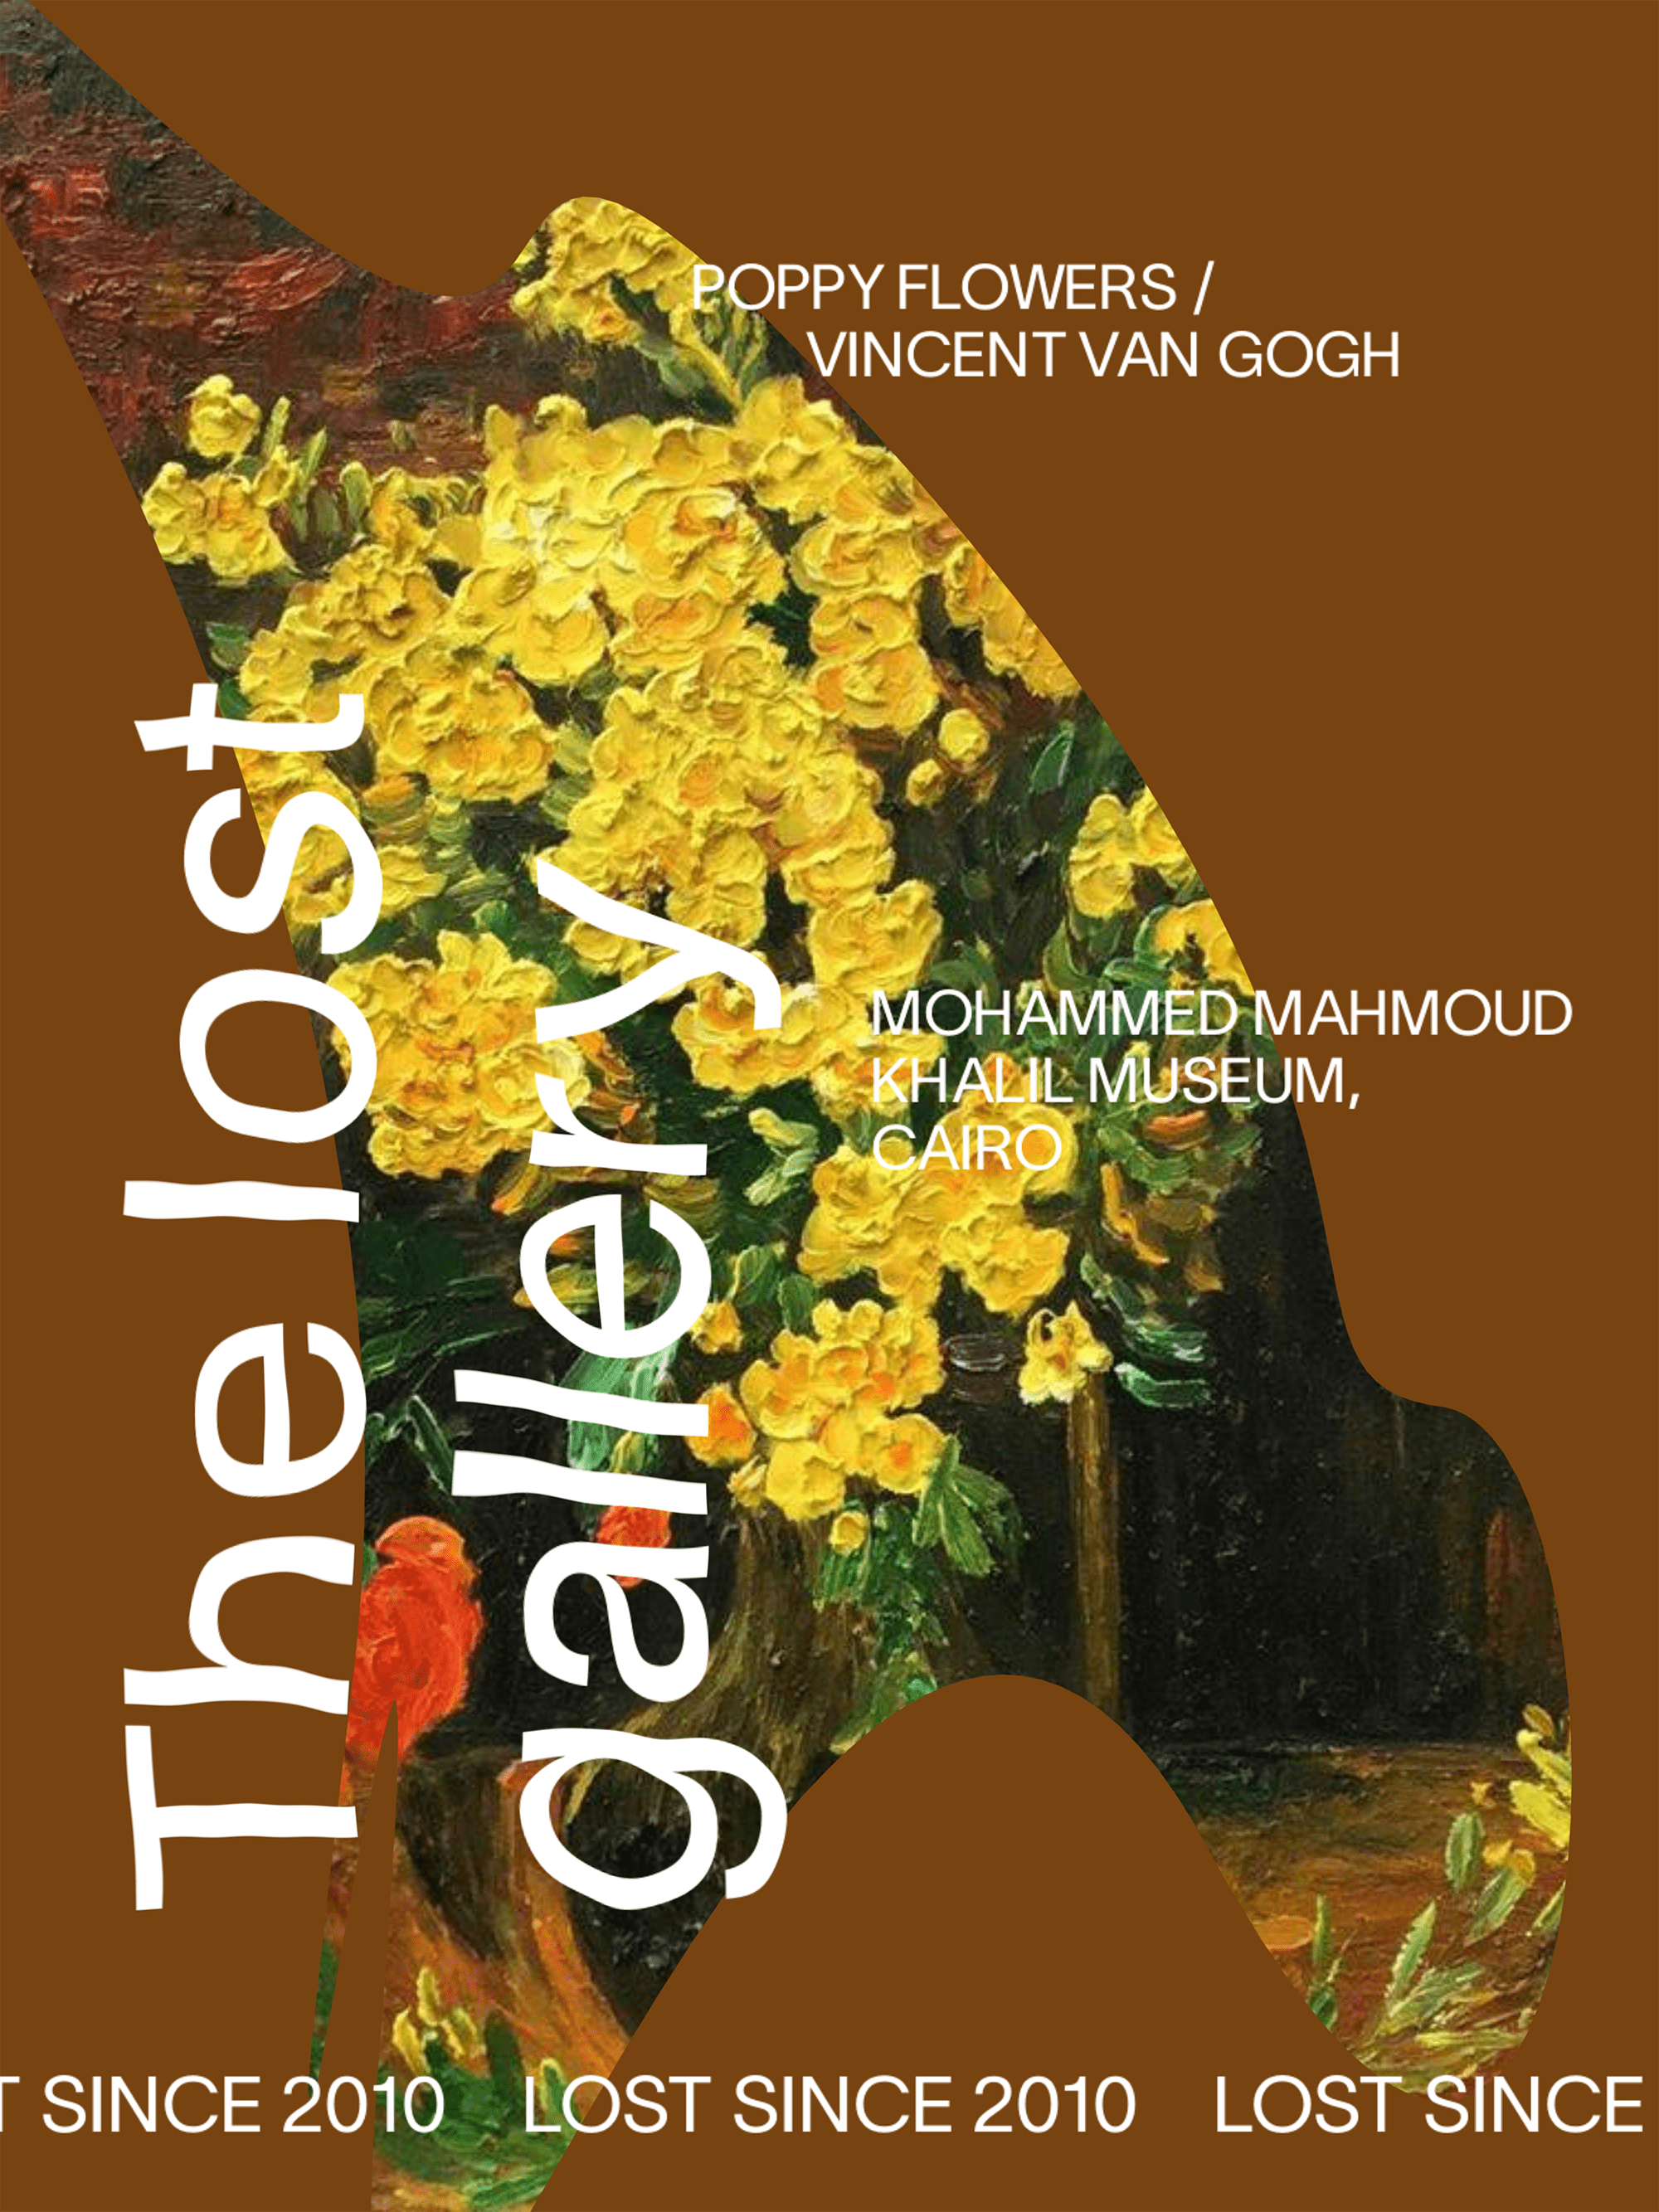 The lost
gallery
POPPY FLOWERS /
VINCENT VAN GOGH
MOHAMMED MAHMOUD
KHALIL MUSEUM,
CAIRO
T SINCE 2010 LOST SINCE 2010 LOST SINCE